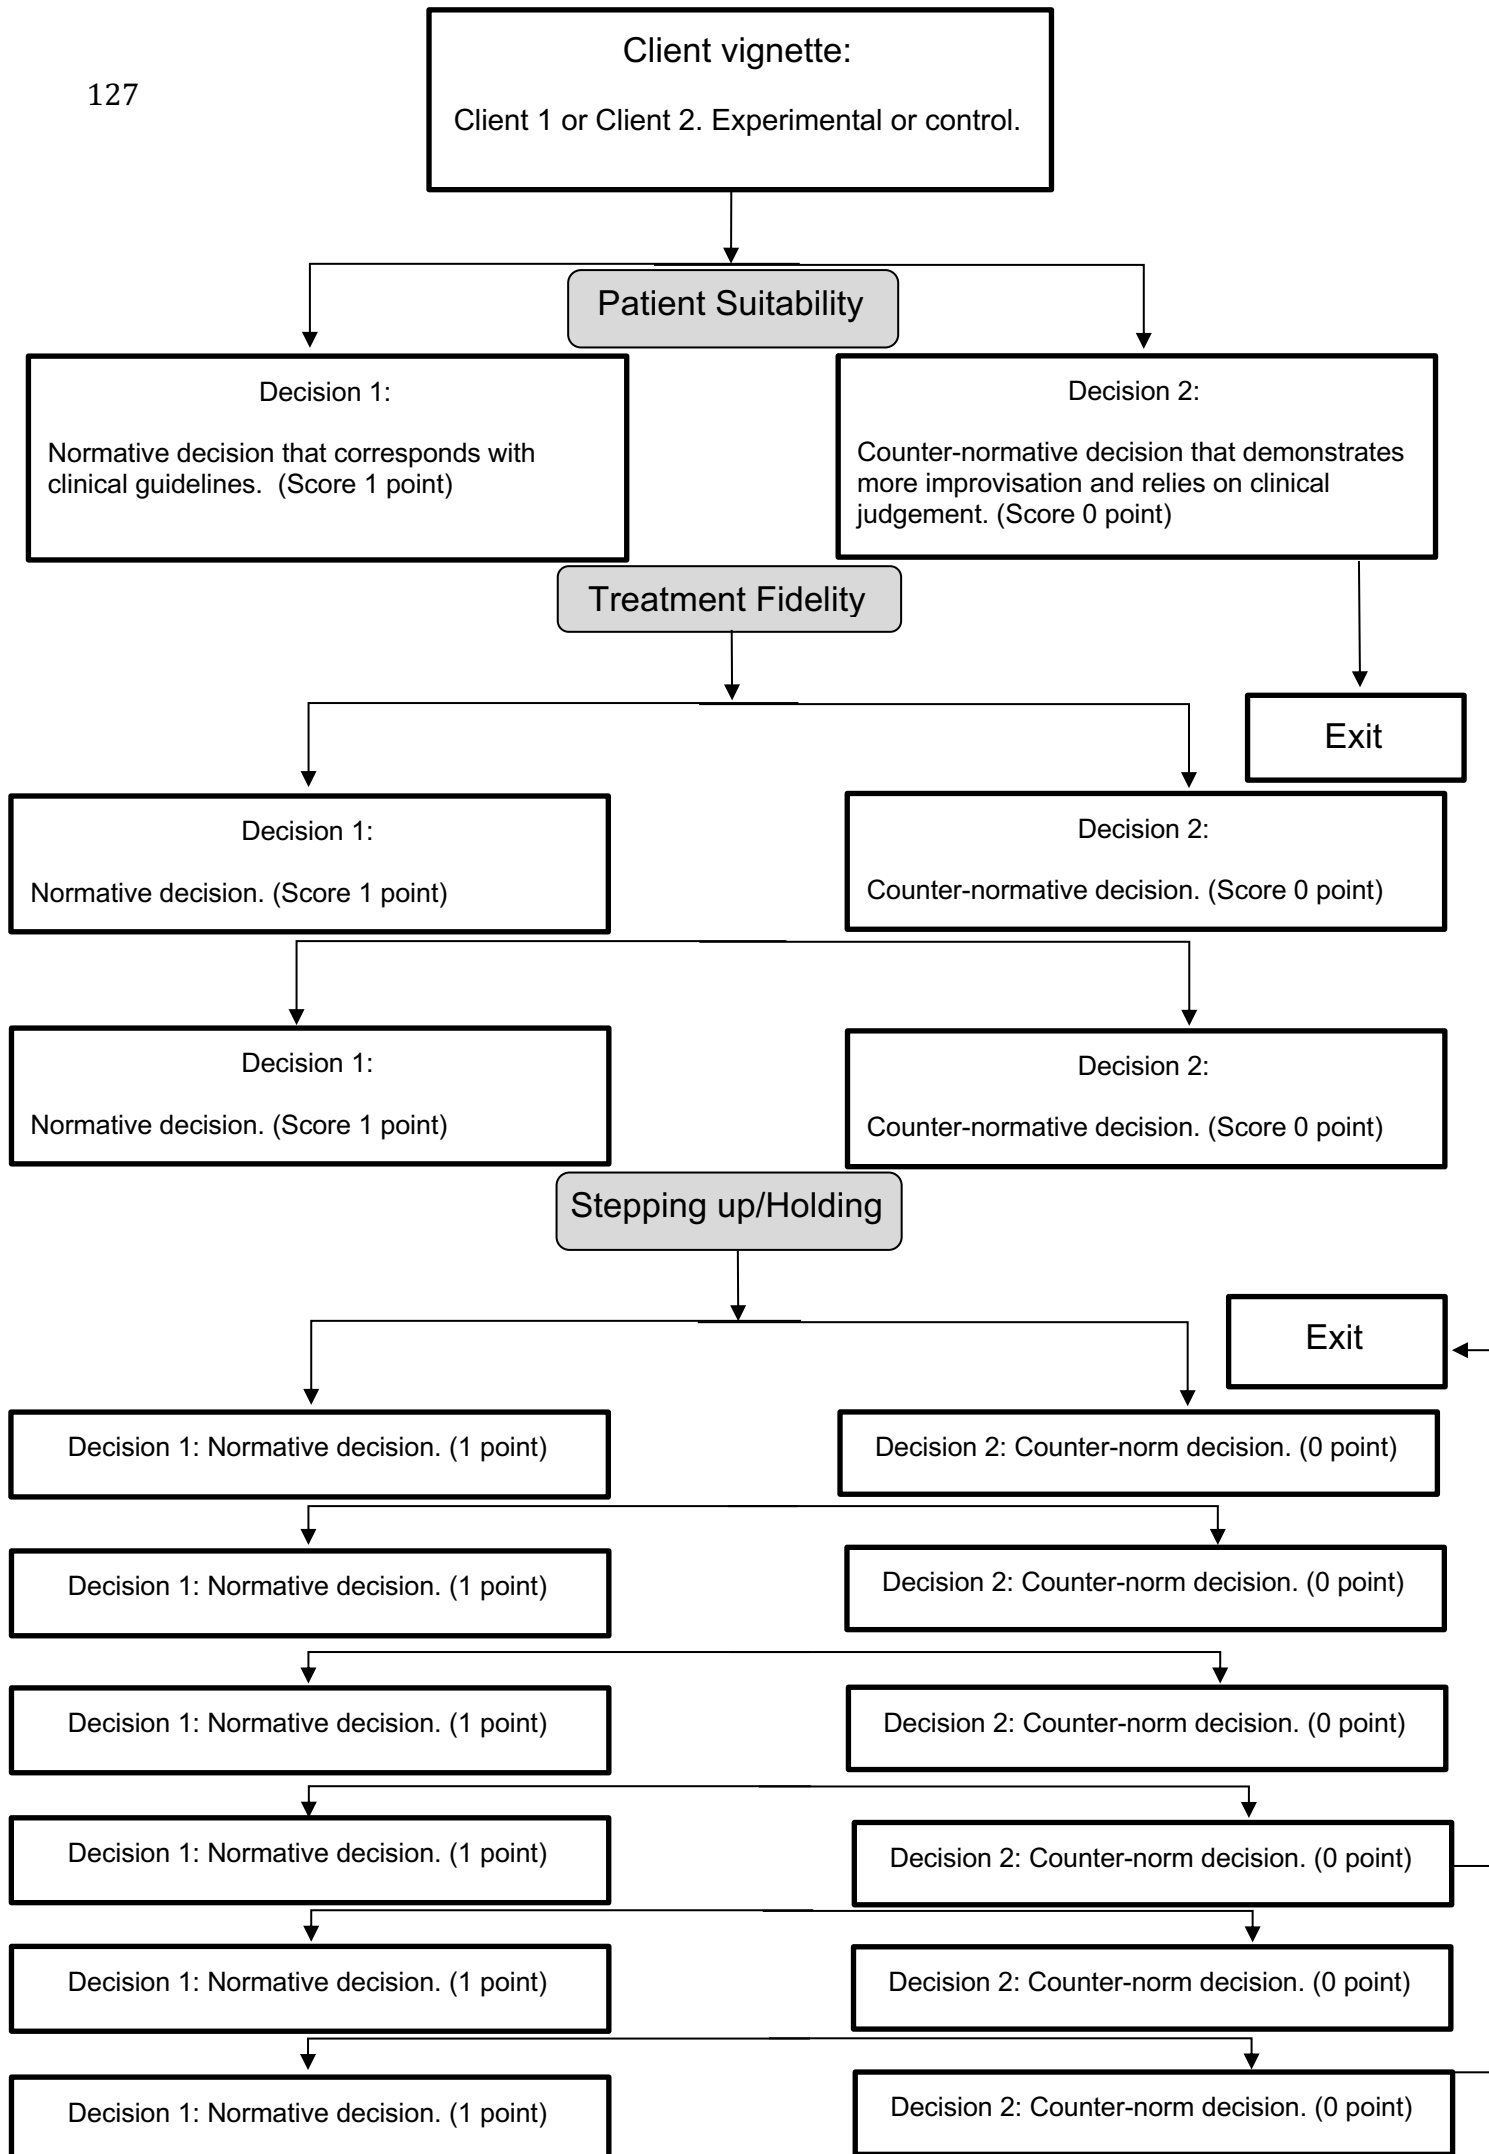 127
Client vignette:
Client 1 or Client 2. Experimental or control.
Patient Suitability
Decision 1:
Normative decision that corresponds with
clinical guidelines.  (Score 1 point)
Decision 2:
Counter-normative decision that demonstrates
more improvisation and relies on clinical
judgement. (Score 0 point)
Treatment Fidelity
Exit
Decision 1:
Normative decision. (Score 1 point)
Decision 2:
Counter-normative decision. (Score 0 point)
Decision 1:
Normative decision. (Score 1 point)
Decision 2:
Counter-normative decision. (Score 0 point)
Stepping up/Holding
Exit
Decision 1: Normative decision. (1 point)
Decision 2: Counter-norm decision. (0 point)
Decision 1: Normative decision. (1 point)
Decision 2: Counter-norm decision. (0 point)
Decision 1: Normative decision. (1 point)
Decision 2: Counter-norm decision. (0 point)
Decision 1: Normative decision. (1 point)
Decision 2: Counter-norm decision. (0 point)
Decision 1: Normative decision. (1 point)
Decision 2: Counter-norm decision. (0 point)
Decision 1: Normative decision. (1 point)
Decision 2: Counter-norm decision. (0 point)